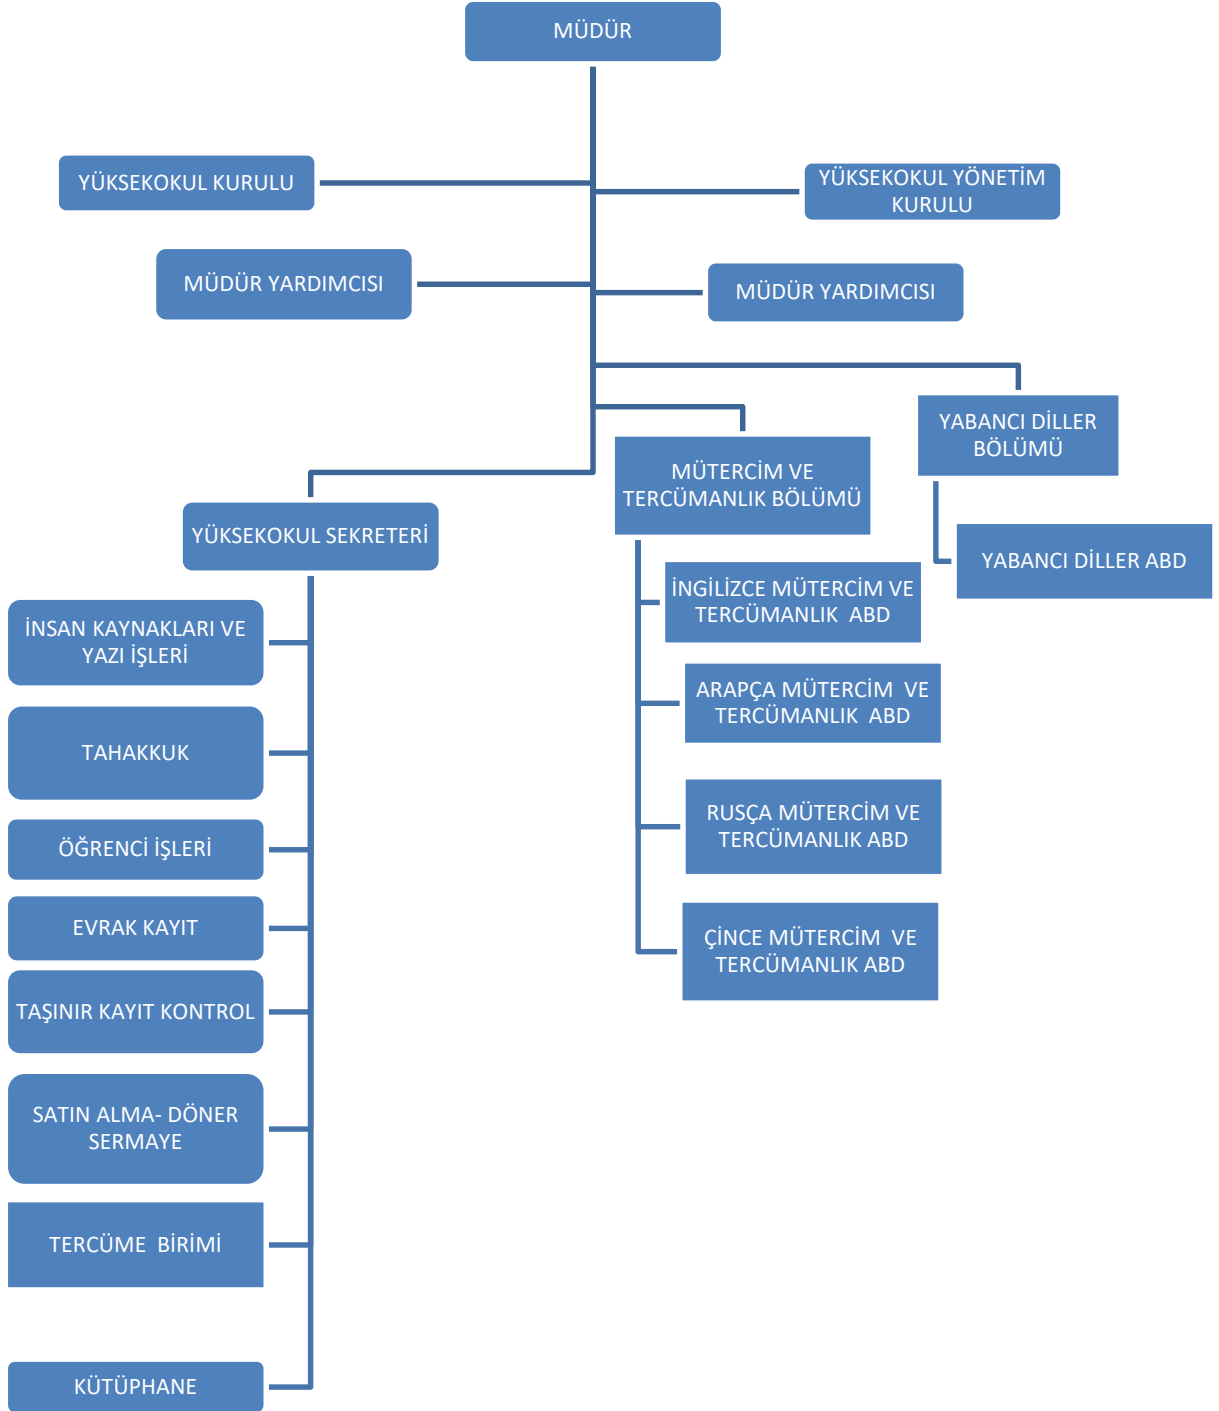 MÜDÜR
YÜKSEKOKUL KURULU
YÜKSEKOKUL YÖNETİM
KURULU
MÜDÜR YARDIMCISI
MÜDÜR YARDIMCISI
YABANCI DİLLER
BÖLÜMÜ
MÜTERCİM VE
TERCÜMANLIK BÖLÜMÜ
YÜKSEKOKUL SEKRETERİ
YABANCI DİLLER ABD
İNGİLİZCE MÜTERCİM VE
TERCÜMANLIK ABD
ARAPÇA MÜTERCİM VE
TERCÜMANLIK ABD
RUSÇA MÜTERCİM VE
TERCÜMANLIK ABD
ÇİNCE MÜTERCİM VE
TERCÜMANLIK ABD
İNSAN KAYNAKLARI VE
YAZI İŞLERİ
TAHAKKUK
ÖĞRENCİ İŞLERİ
EVRAK KAYIT
TAŞINIR KAYIT KONTROL
SATIN ALMA- DÖNER
SERMAYE
TERCÜME BİRİMİ
KÜTÜPHANE